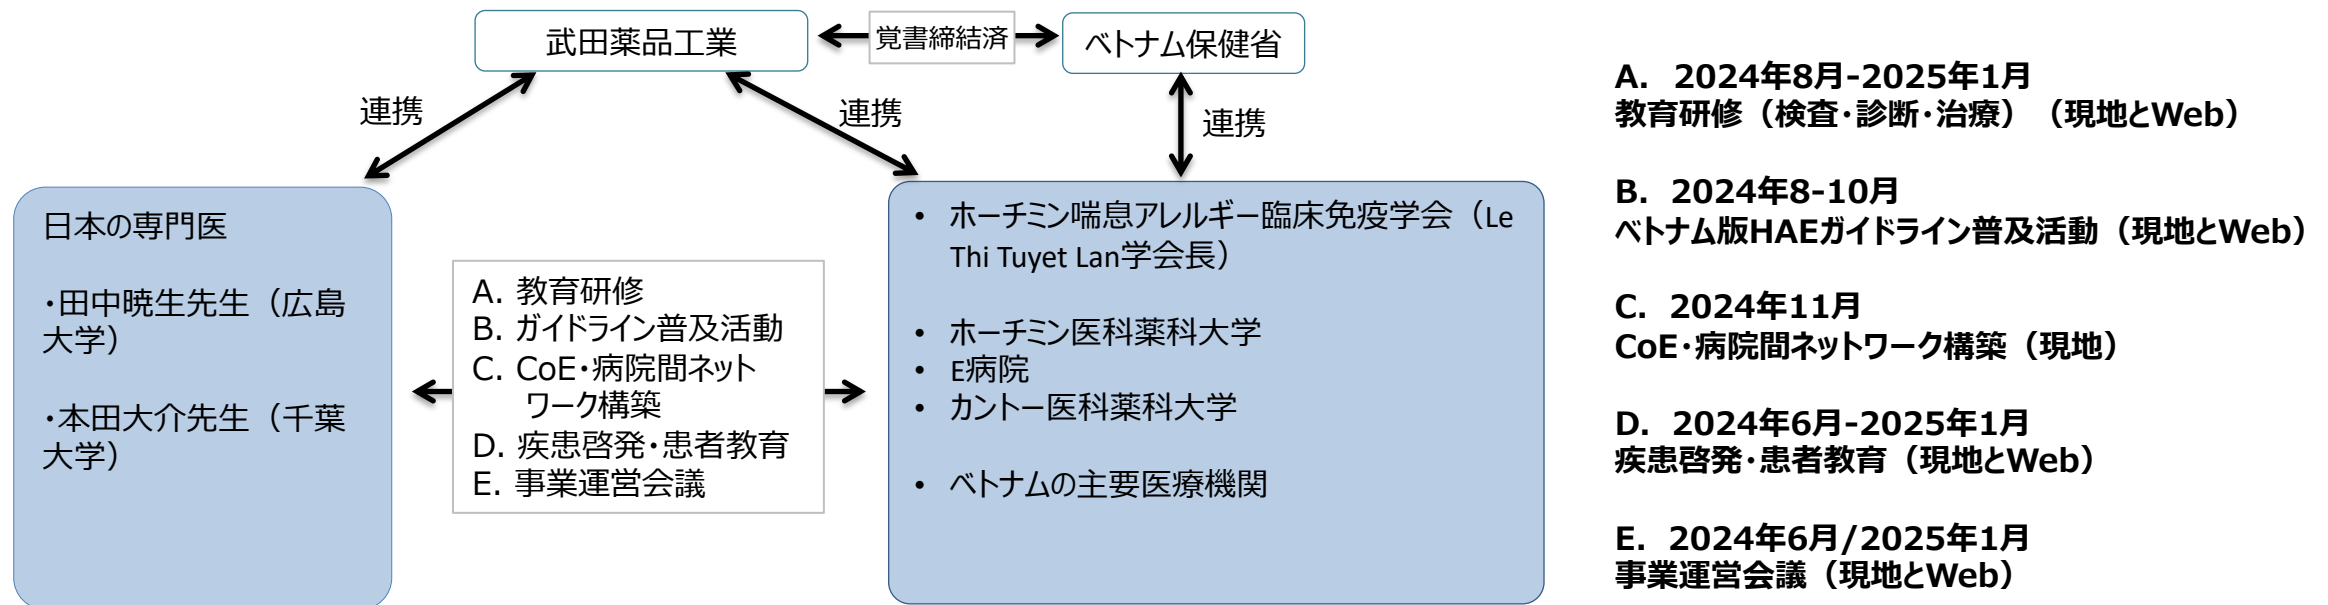 武田薬品工業
覚書締結済
ベトナム保健省
連携
連携
連携
日本の専門医
・田中暁生先生（広島
大学）
・本田大介先生（千葉
大学）
A. 教育研修
B. ガイドライン普及活動
C. CoE・病院間ネット
ワーク構築
D. 疾患啓発・患者教育
E. 事業運営会議
• ホーチミン喘息アレルギー臨床免疫学会（Le
Thi Tuyet Lan学会長）
• ホーチミン医科薬科大学
• E病院
• カントー医科薬科大学
• ベトナムの主要医療機関
A. 2024年8月-2025年1月
教育研修（検査・診断・治療）（現地とWeb）
B. 2024年8-10月
ベトナム版HAEガイドライン普及活動（現地とWeb）
C. 2024年11月
CoE・病院間ネットワーク構築（現地）
D. 2024年6月-2025年1月
疾患啓発・患者教育（現地とWeb）
E. 2024年6月/2025年1月
事業運営会議（現地とWeb）